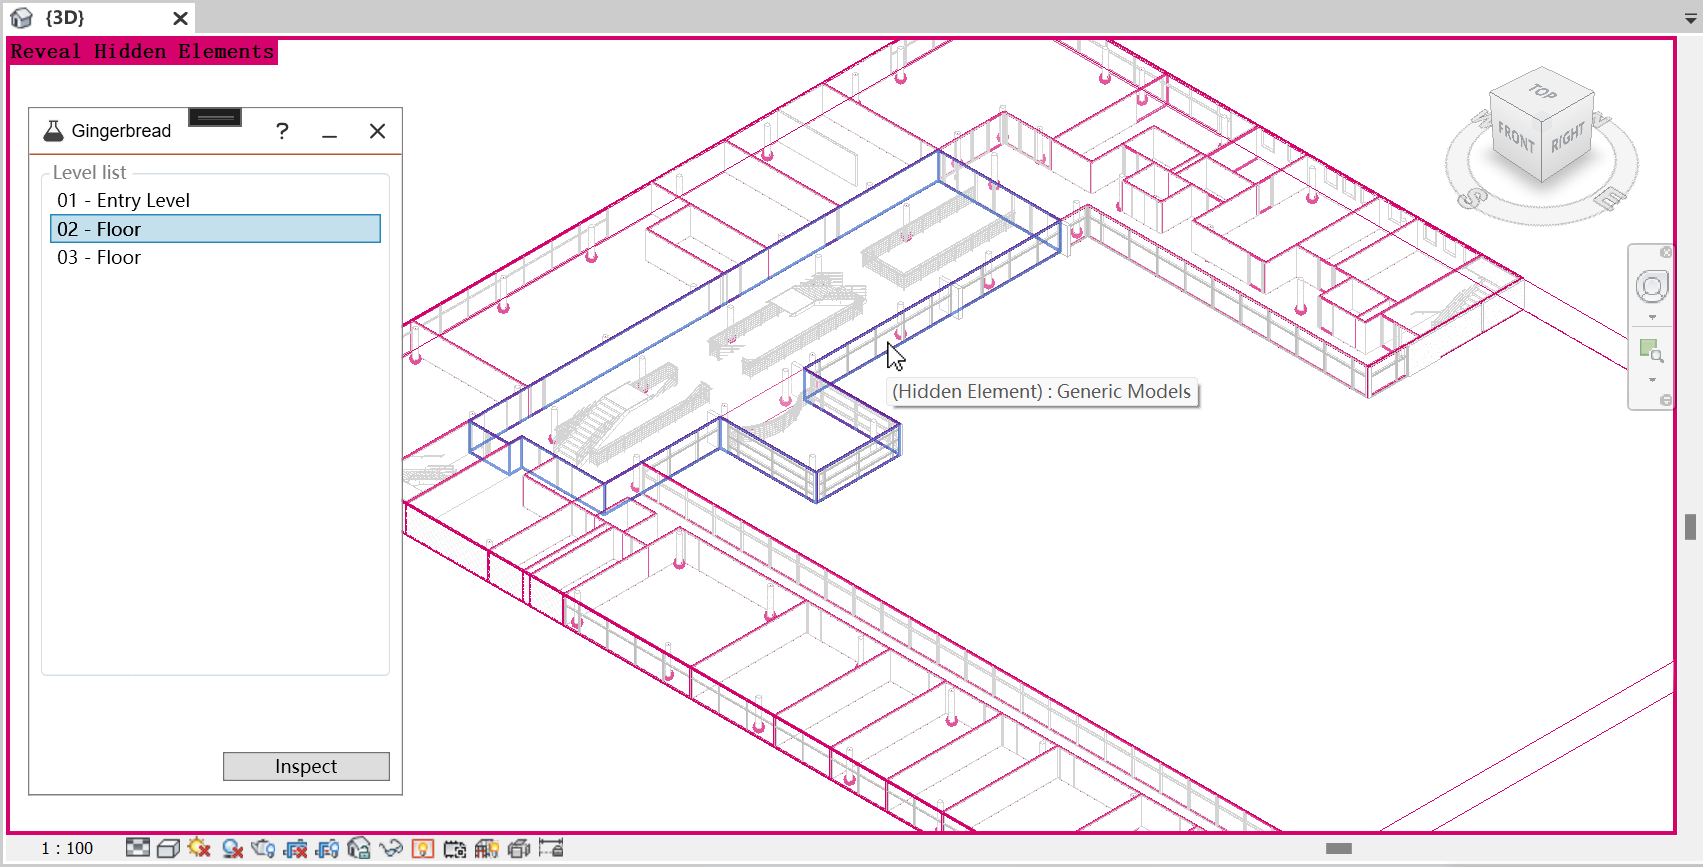 {3D}
Reveal Hidden Elements
Gingerbread
?
Level list
01 - Entry Level
02 - Floor
03 - Floor
Inspect
(Hidden Element) : Generic Models
TOP
FRONT
RIGHT
S
E
1 : 100